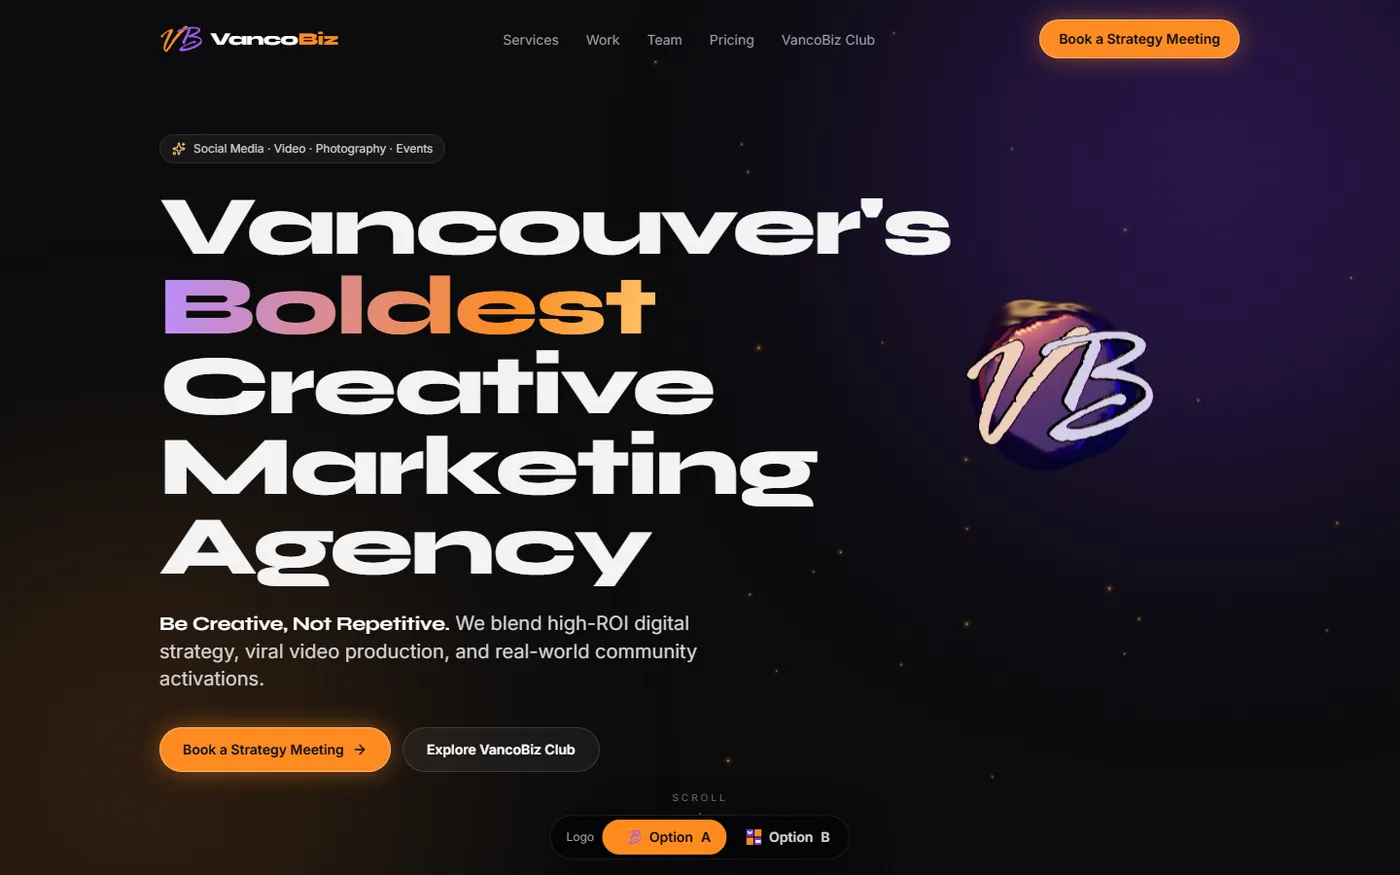 VB VancoBiz
Services Work Team Pricing VancoBiz Club
Book a Strategy Meeting
Social Media · Video · Photography · Events
Vancouver's
Boldest
Creative
Marketing
Agency
VB
Be Creative, Not Repetitive. We blend high-ROI digital
strategy, viral video production, and real-world community
activations.
Book a Strategy Meeting →
Explore VancoBiz Club
SCROLL
Logo B Option A Option B